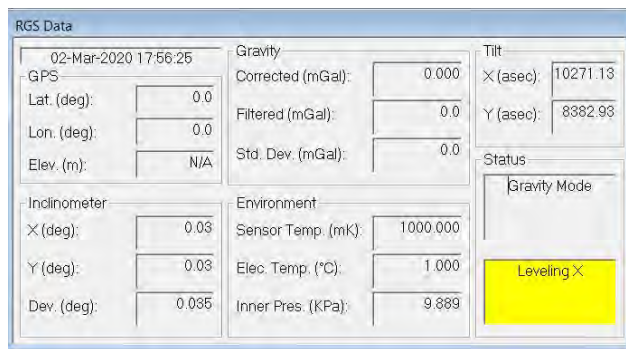 RGS Data
02-Mar-2020 17:56:25
GPS
Lat. (deg): 0.0
Lon. (deg): 0.0
Elev. (m): N/A
Gravity
Corrected (mGal): 0.000
Filtered (mGal): 0.0
Std. Dev. (mGal): 0.0
Tilt
X (asec): 10271.13
Y (asec): 8382.93
Status
Gravity Mode
Leveling X
Inclinometer
X (deg): 0.03
Y (deg): 0.03
Dev. (deg): 0.035
Environment
Sensor Temp. (mK): 1000.000
Elec. Temp. (°C): 1.000
Inner Pres. (KPa): 9.889